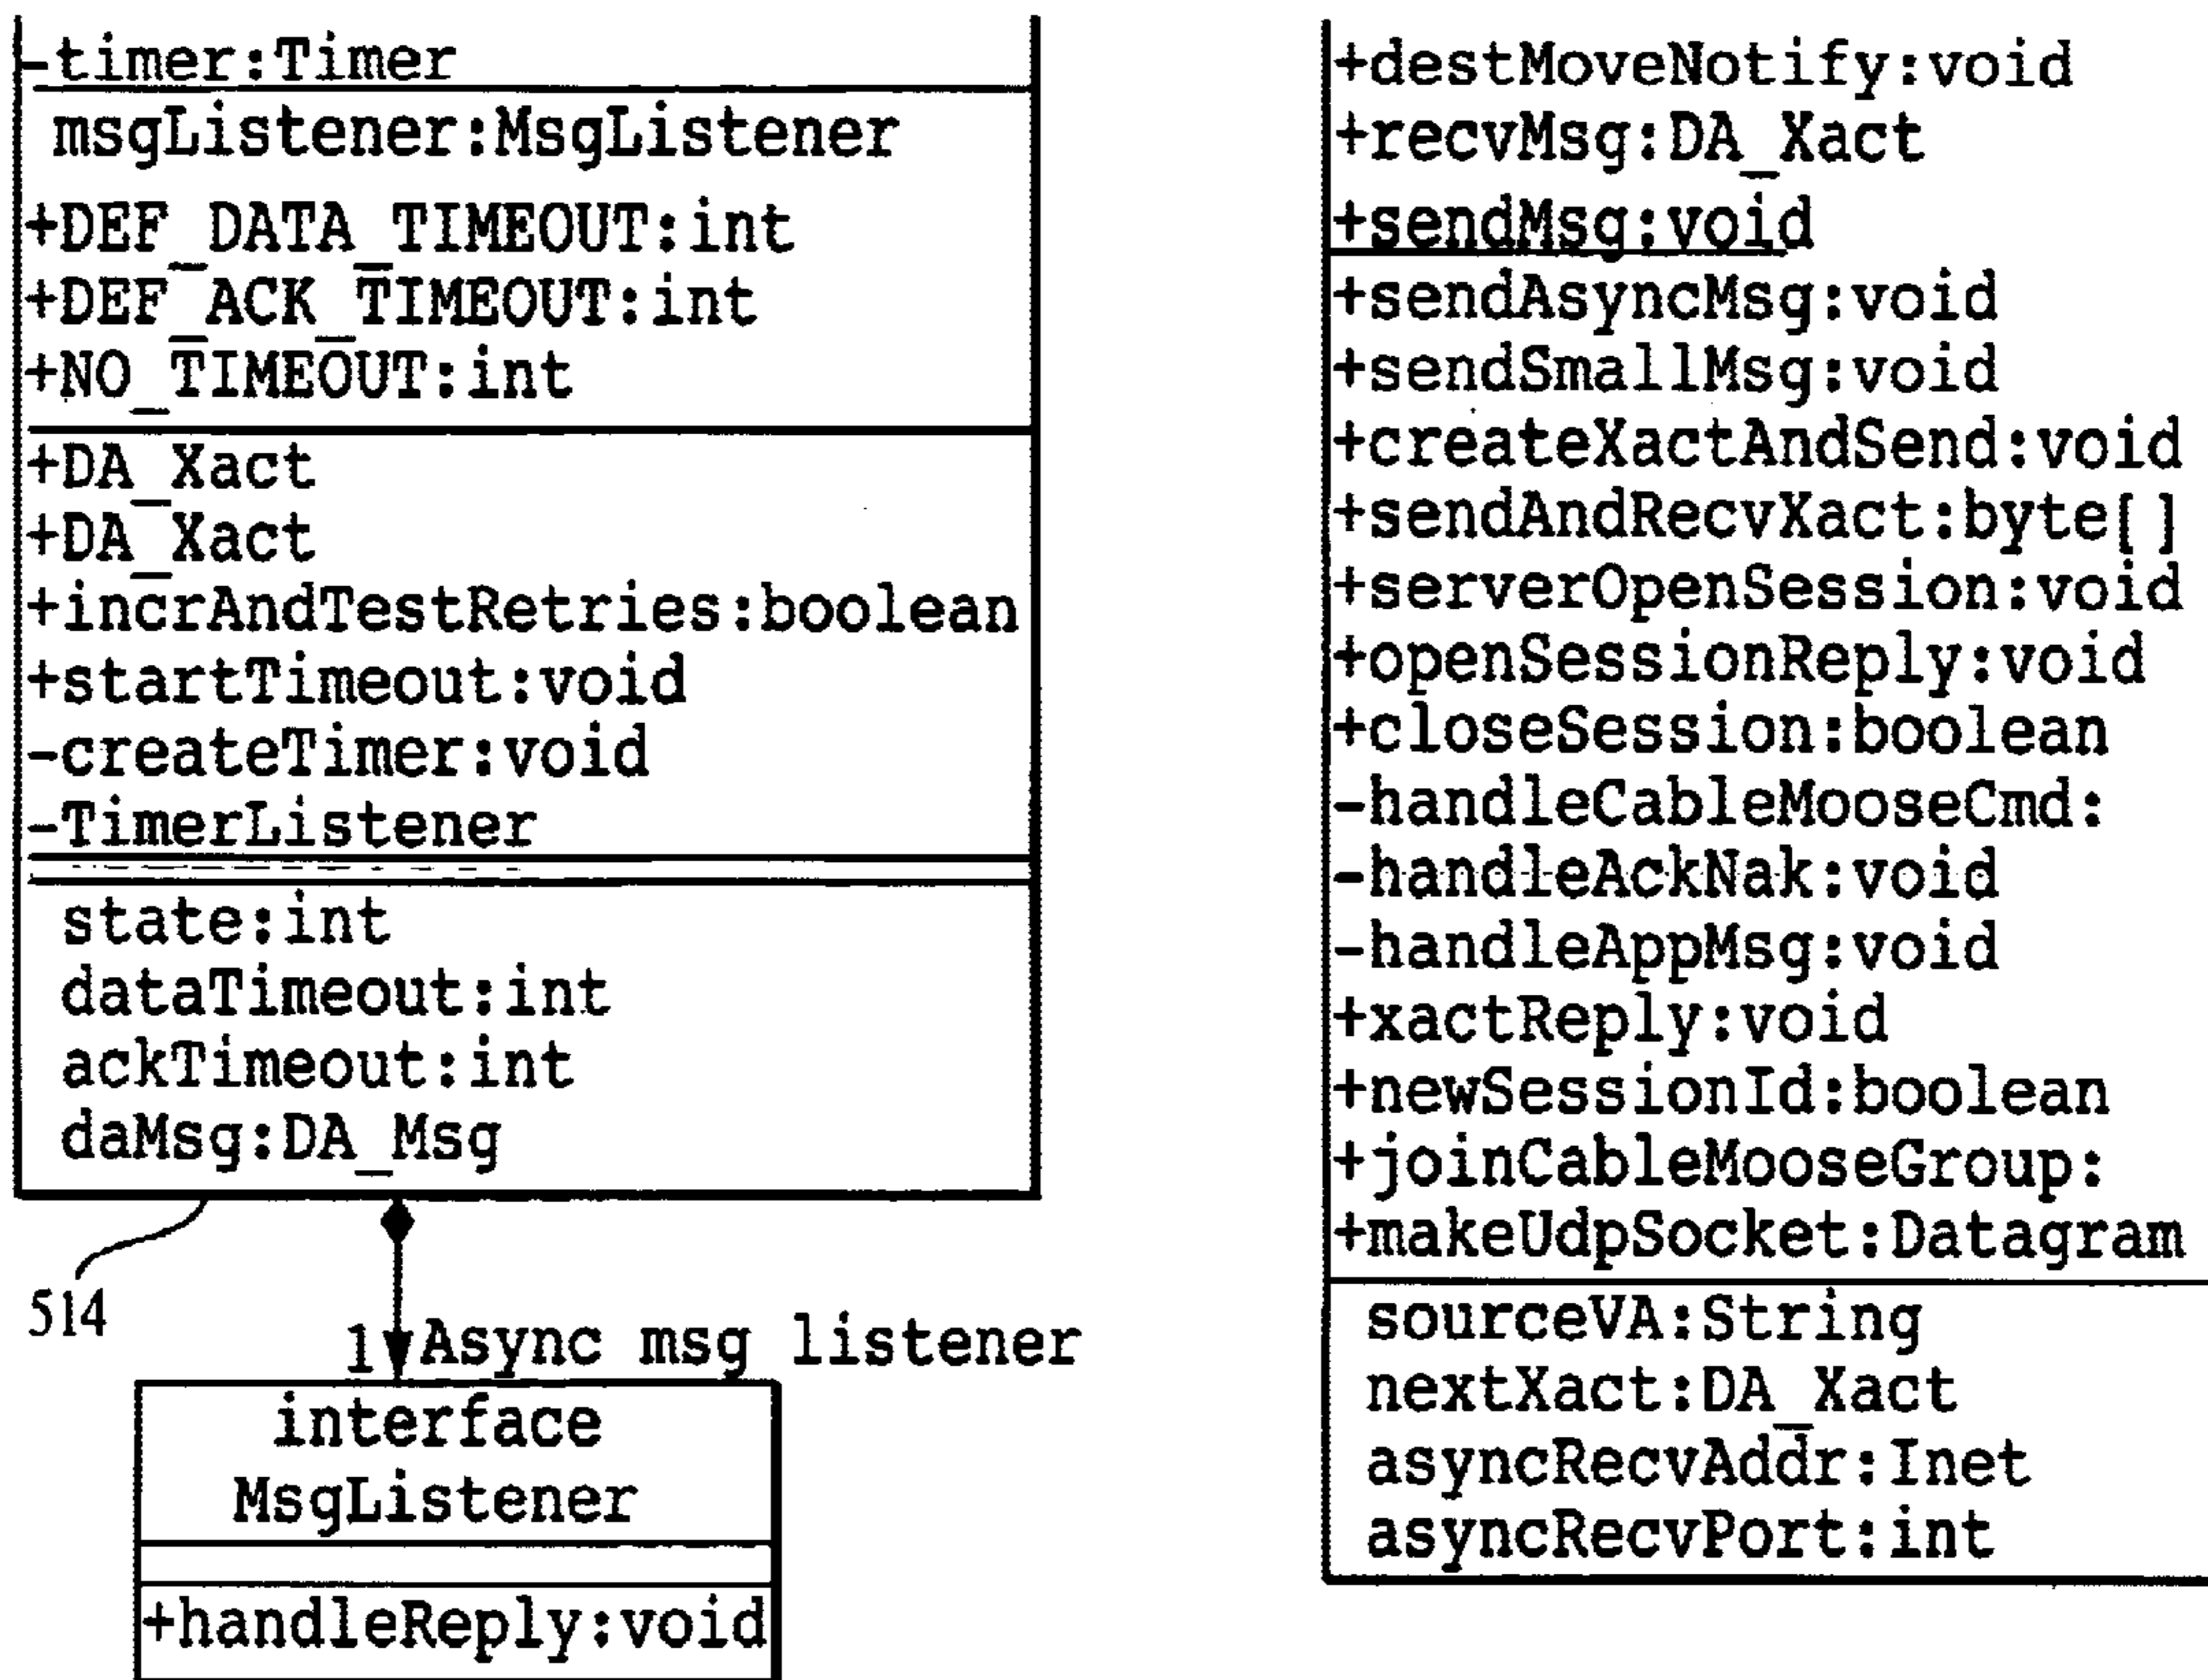 -timer:Timer
msgListener:MsgListener
+DEF_DATA_TIMEOUT:int
+DEF_ACK_TIMEOUT:int
+NO_TIMEOUT:int
+DA_Xact
+DA_Xact
+incrAndTestRetries:boolean
+startTimeout:void
-createTimer:void
-TimerListener
state:int
dataTimeout:int
ackTimeout:int
daMsg:DA_Msg
514
1 Async msg listener
interface
MsgListener
+handleReply:void
+destMoveNotify:void
+recvMsg:DA_Xact
+sendMsg:void
+sendAsyncMsg:void
+sendSmallMsg:void
+createXactAndSend:void
+sendAndRecvXact:byte[]
+serverOpenSession:void
+openSessionReply:void
+closeSession:boolean
-handleCableMooseCmd:
-handleAckNak:void
-handleAppMsg:void
+xactReply:void
+newSessionId:boolean
+joinCableMooseGroup:
+makeUdpSocket:Datagram
sourceVA:String
nextXact:DA_Xact
asyncRecvAddr:Inet
asyncRecvPort:int